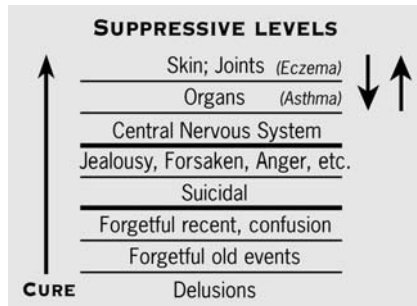 SUPPRESSIVE LEVELS
Skin; Joints (Eczema)
Organs (Asthma)
Central Nervous System
Jealousy, Forsaken, Anger, etc.
Suicidal
Forgetful recent, confusion
Forgetful old events
CURE Delusions